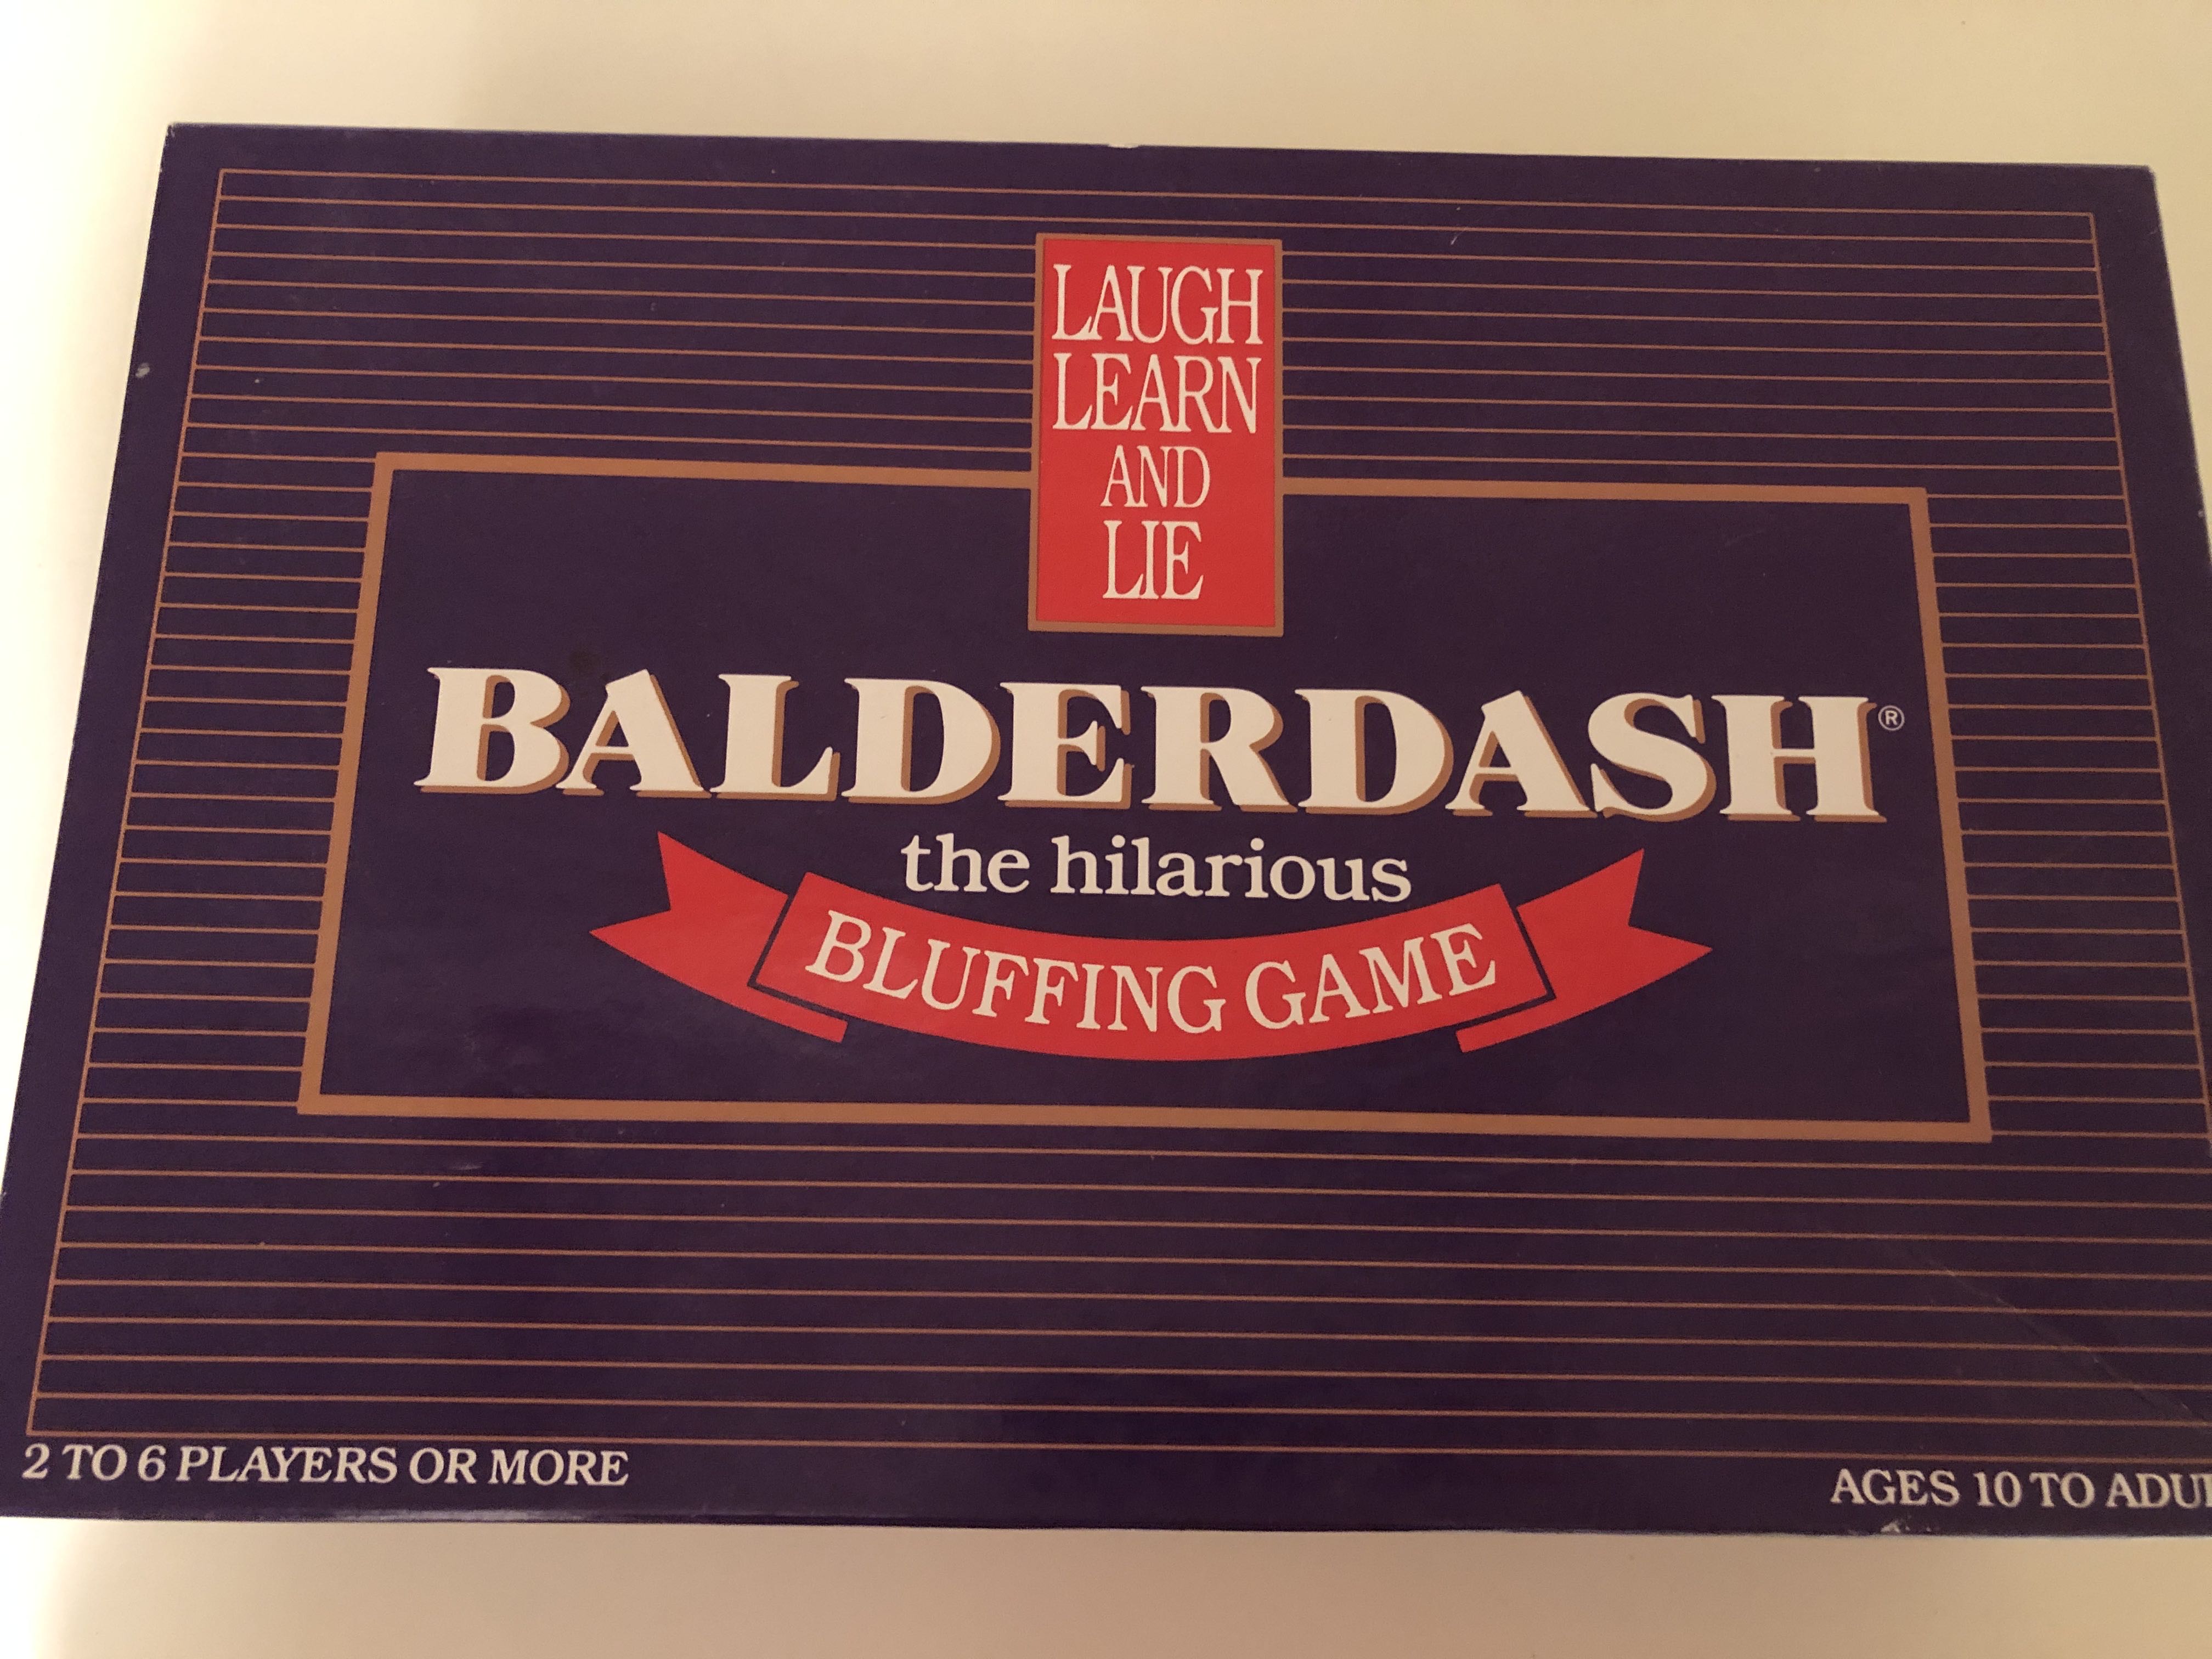 LAUGH
LEARN
AND
LIE
BALDERDASH®
the hilarious
BLUFFING GAME
2 TO 6 PLAYERS OR MORE
AGES 10 TO